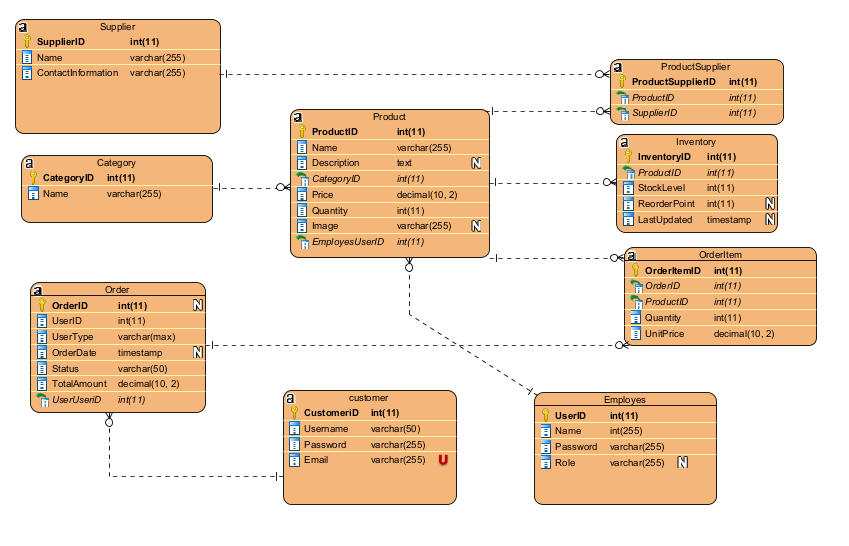 Supplier
SupplierID int(11)
Name varchar(255)
ContactInformation varchar(255)
ProductSupplier
ProductSupplierID int(11)
ProductID int(11)
SupplierID int(11)
Product
ProductID int(11)
Name varchar(255)
Description text N
CategoryID int(11)
Price decimal(10, 2)
Quantity int(11)
Image varchar(255) N
EmployesUserID int(11)
Category
CategoryID int(11)
Name varchar(255)
Inventory
InventoryID int(11)
ProductID int(11)
StockLevel int(11)
ReorderPoint int(11) N
LastUpdated timestamp N
OrderItem
OrderItemID int(11)
OrderID int(11)
ProductID int(11)
Quantity int(11)
UnitPrice decimal(10, 2)
Order
OrderID int(11) N
UserID int(11)
UserType varchar(max)
OrderDate timestamp N
Status varchar(50)
TotalAmount decimal(10, 2)
UserUseriD int(11)
customer
CustomeriD int(11)
Username varchar(50)
Password varchar(255)
Email varchar(255) U
Employes
UserID int(11)
Name int(255)
Password varchar(255)
Role varchar(255) N